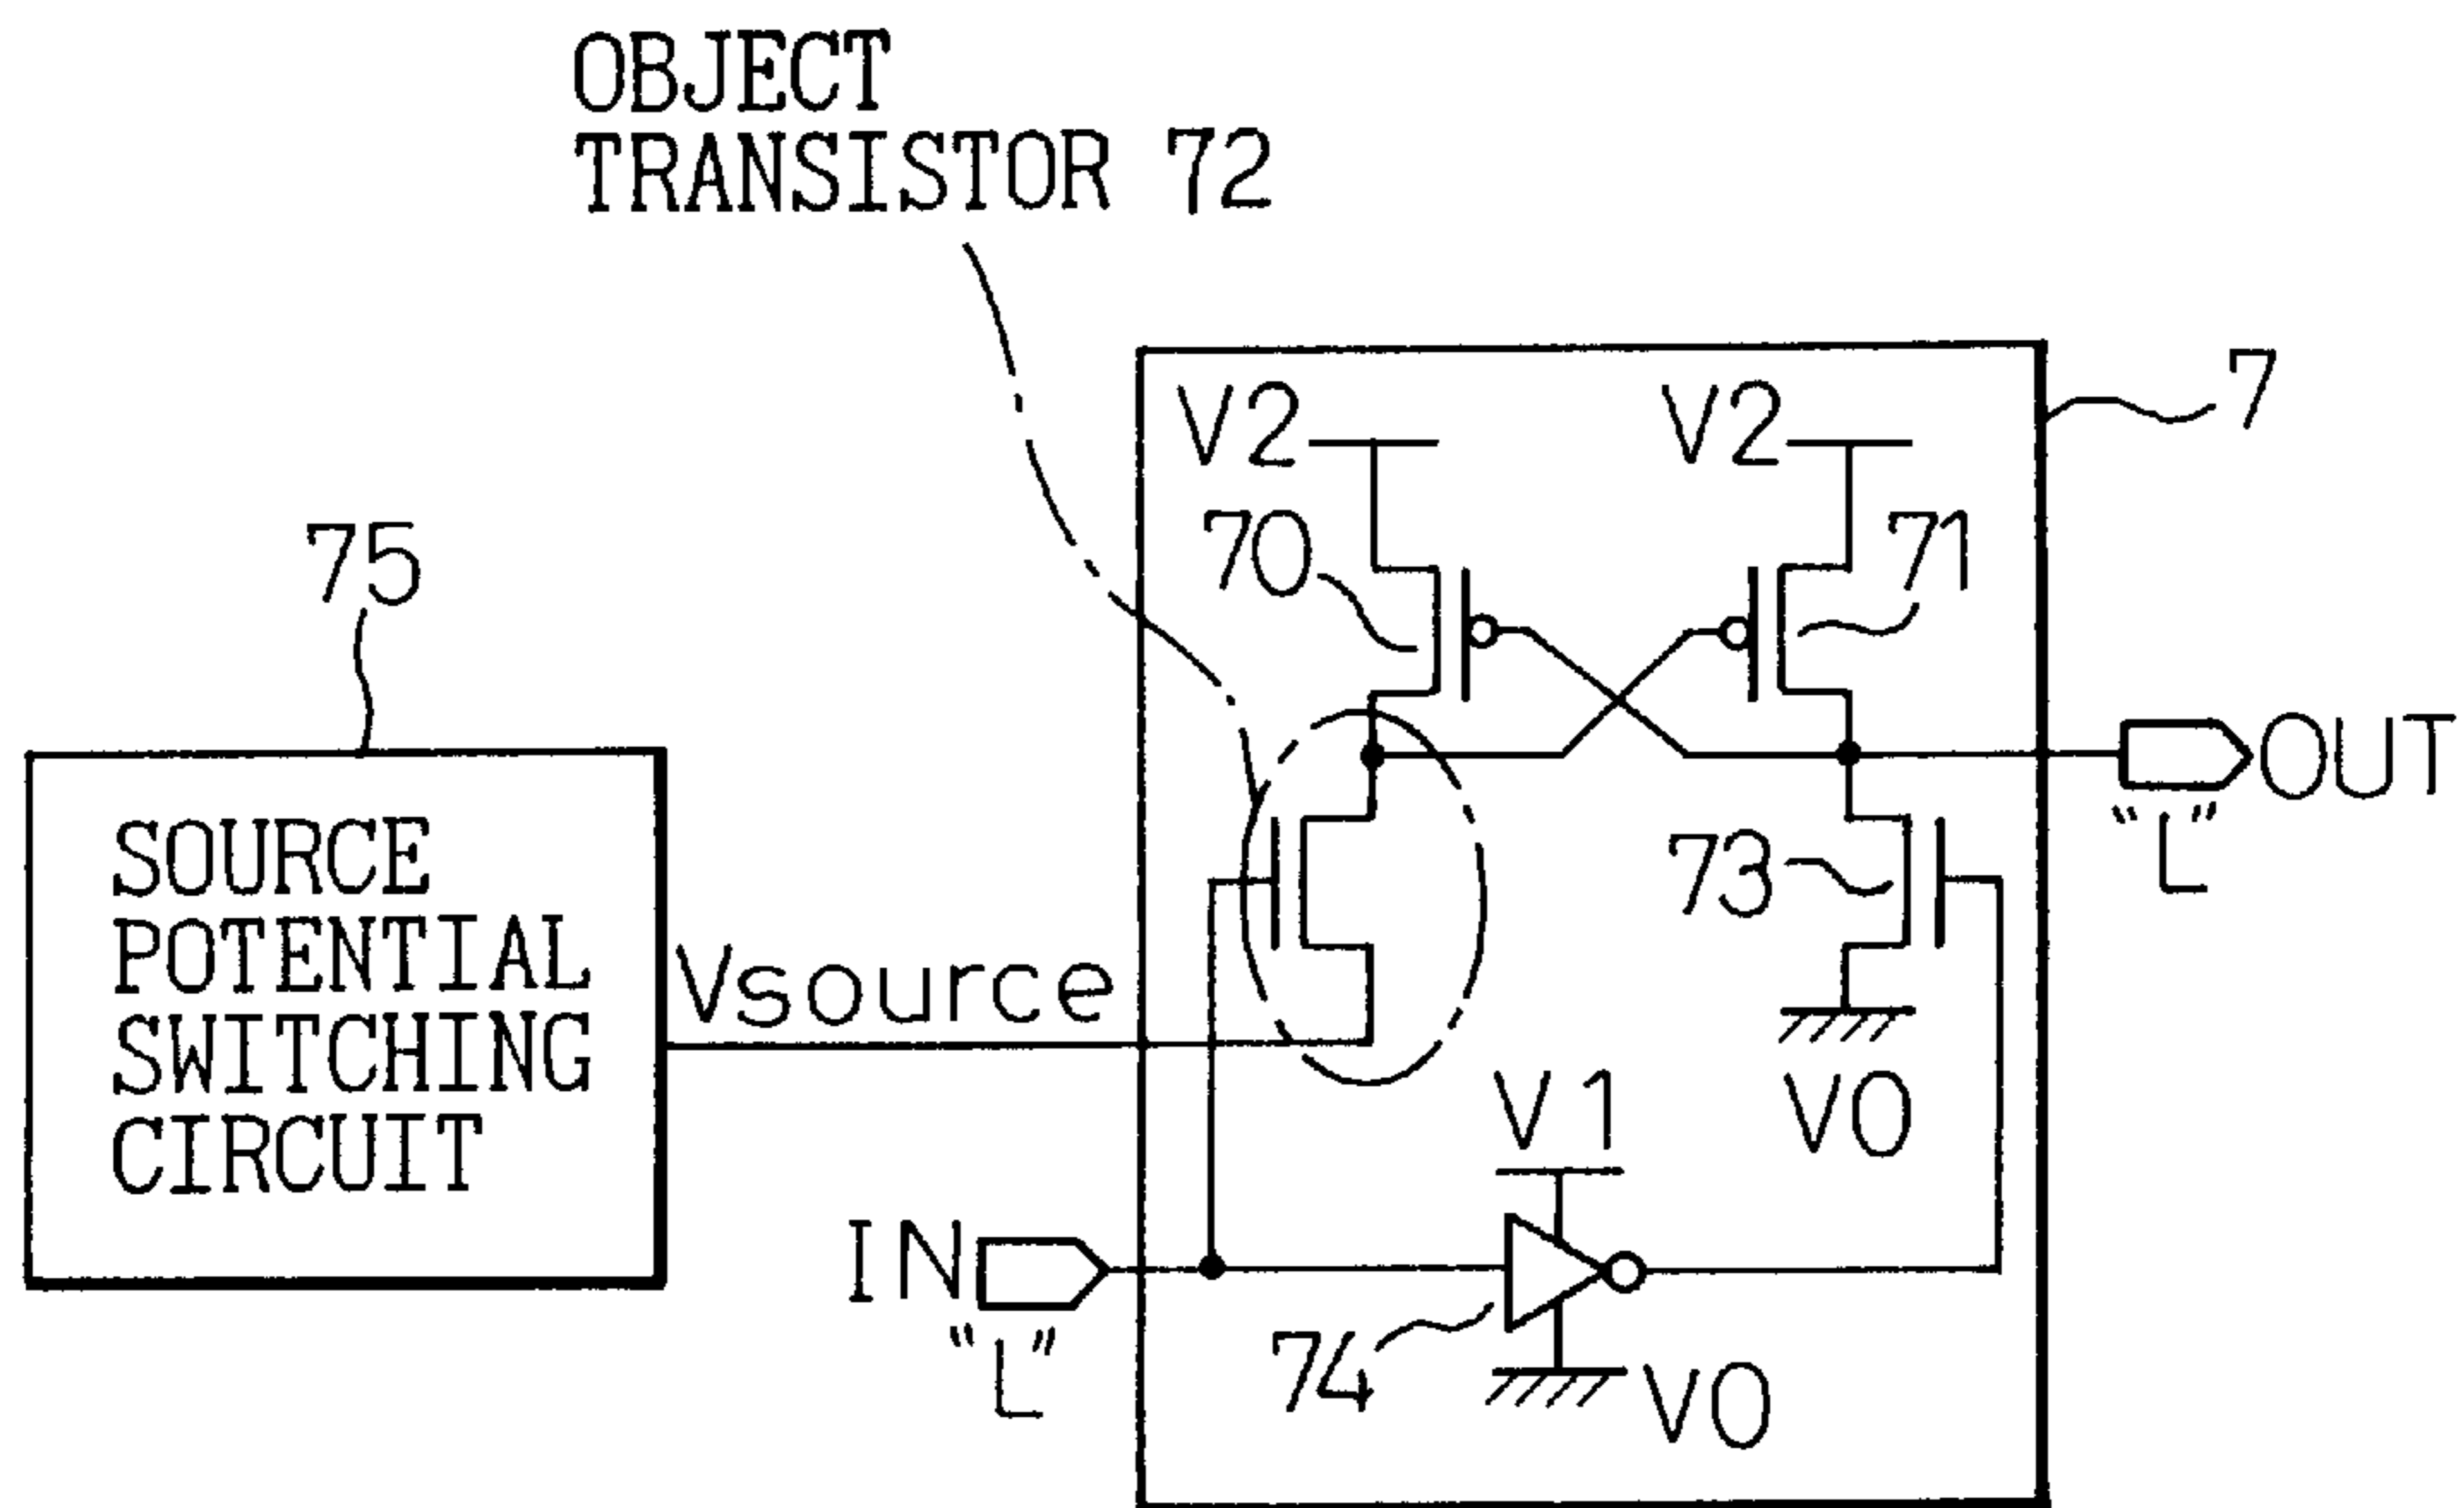 OBJECT
TRANSISTOR 72
7
V2
V2
70
71
75
SOURCE
POTENTIAL
SWITCHING
CIRCUIT
Vsource
73
OUT
"L"
V0
V1
IN
"L"
74
V0